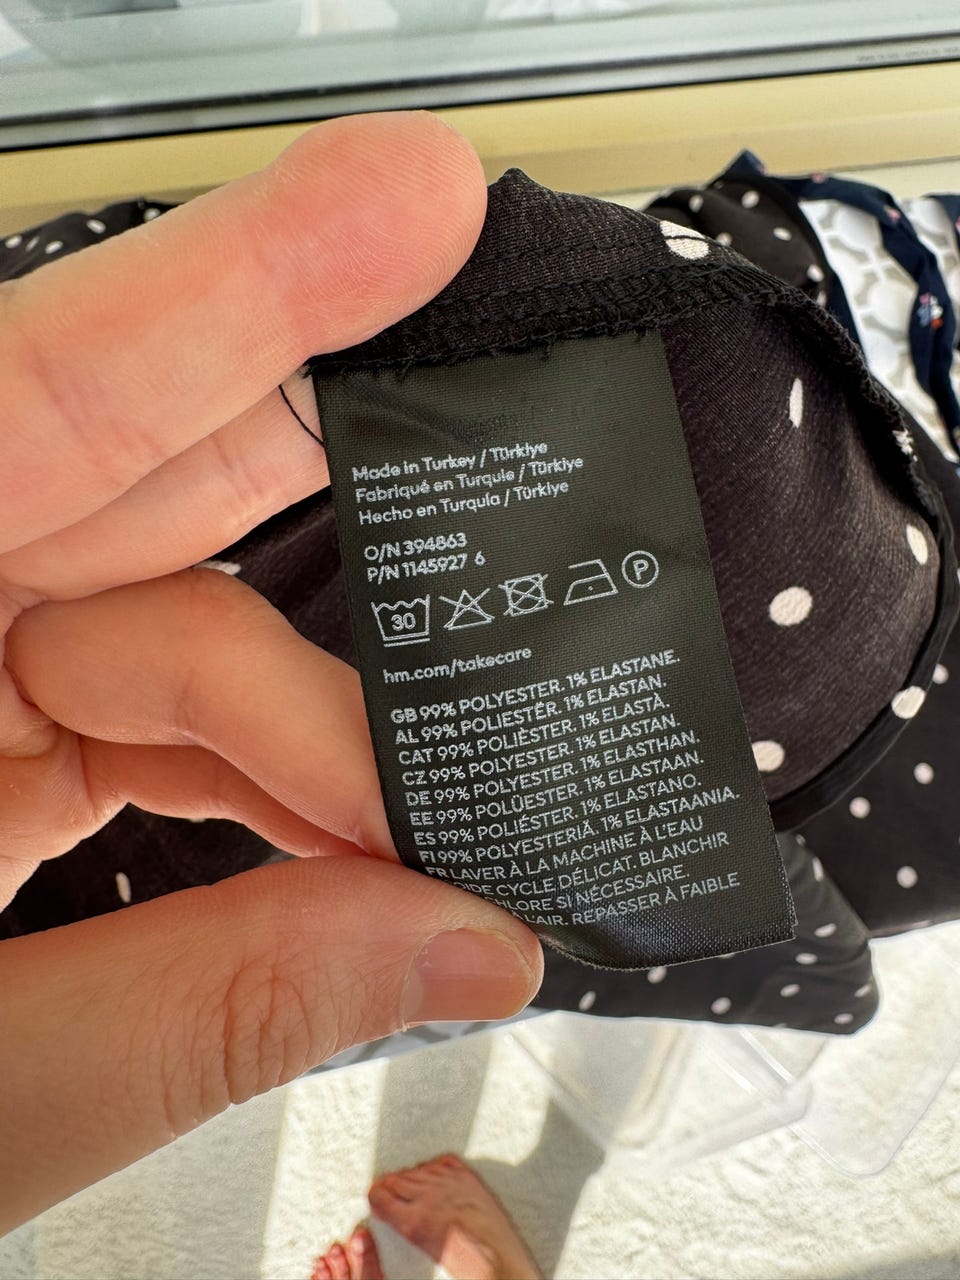 Made in Turkey / Türkiye
Fabriqué en Turquie / Türkiye
Hecho en Turquía / Türkiye
O/N 394863
P/N 1145927 6
30
P
hm.com/takecare
GB 99% POLYESTER. 1% ELASTANE.
AL 99% POLIESTËR. 1% ELASTAN.
CAT 99% POLIÈSTER. 1% ELASTÀ.
CZ 99% POLYESTER. 1% ELASTAN.
DE 99% POLYESTER. 1% ELASTHAN.
EE 99% POLÜESTER. 1% ELASTAAN.
ES 99% POLIÉSTER. 1% ELASTANO.
FI 99% POLYESTERIÄ. 1% ELASTAANIA.
FR LAVER À LA MACHINE À L'EAU
CYCLE DÉLICAT. BLANCHIR
CHLORE SI NÉCESSAIRE.
À L'AIR. REPASSER À FAIBLE